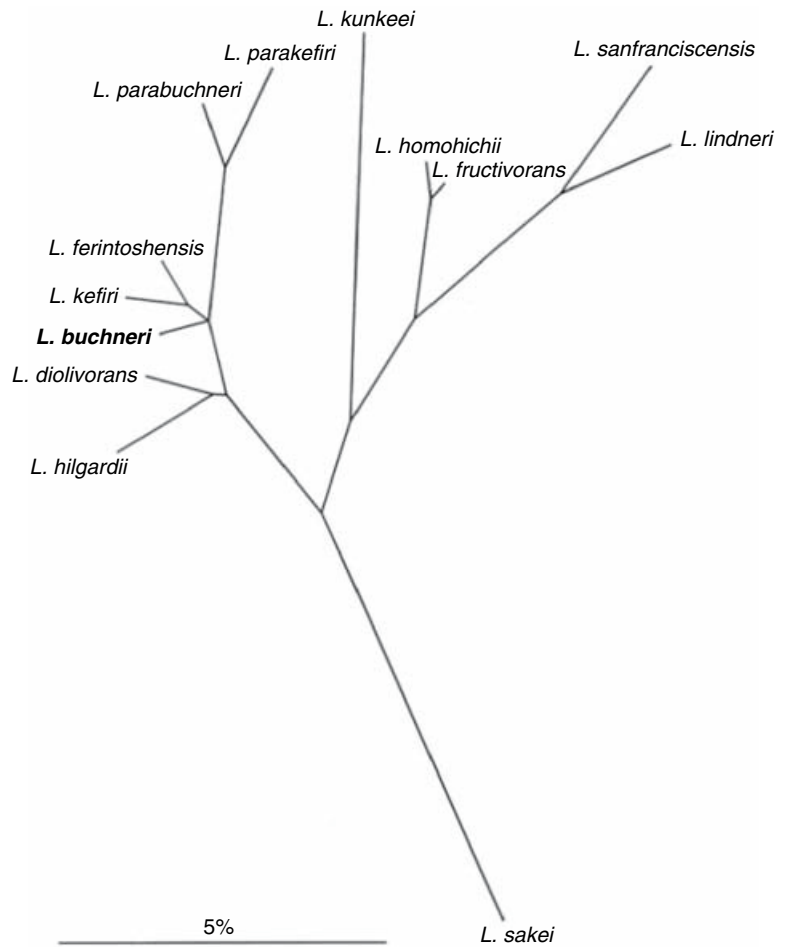 L. kunkeei
L. sanfranciscensis
L. parakefiri
L. parabuchneri
L. lindneri
L. homohichii
L. fructivorans
L. ferintoshensis
L. kefiri
L. buchneri
L. diolivorans
L. hilgardii
5%
L. sakei